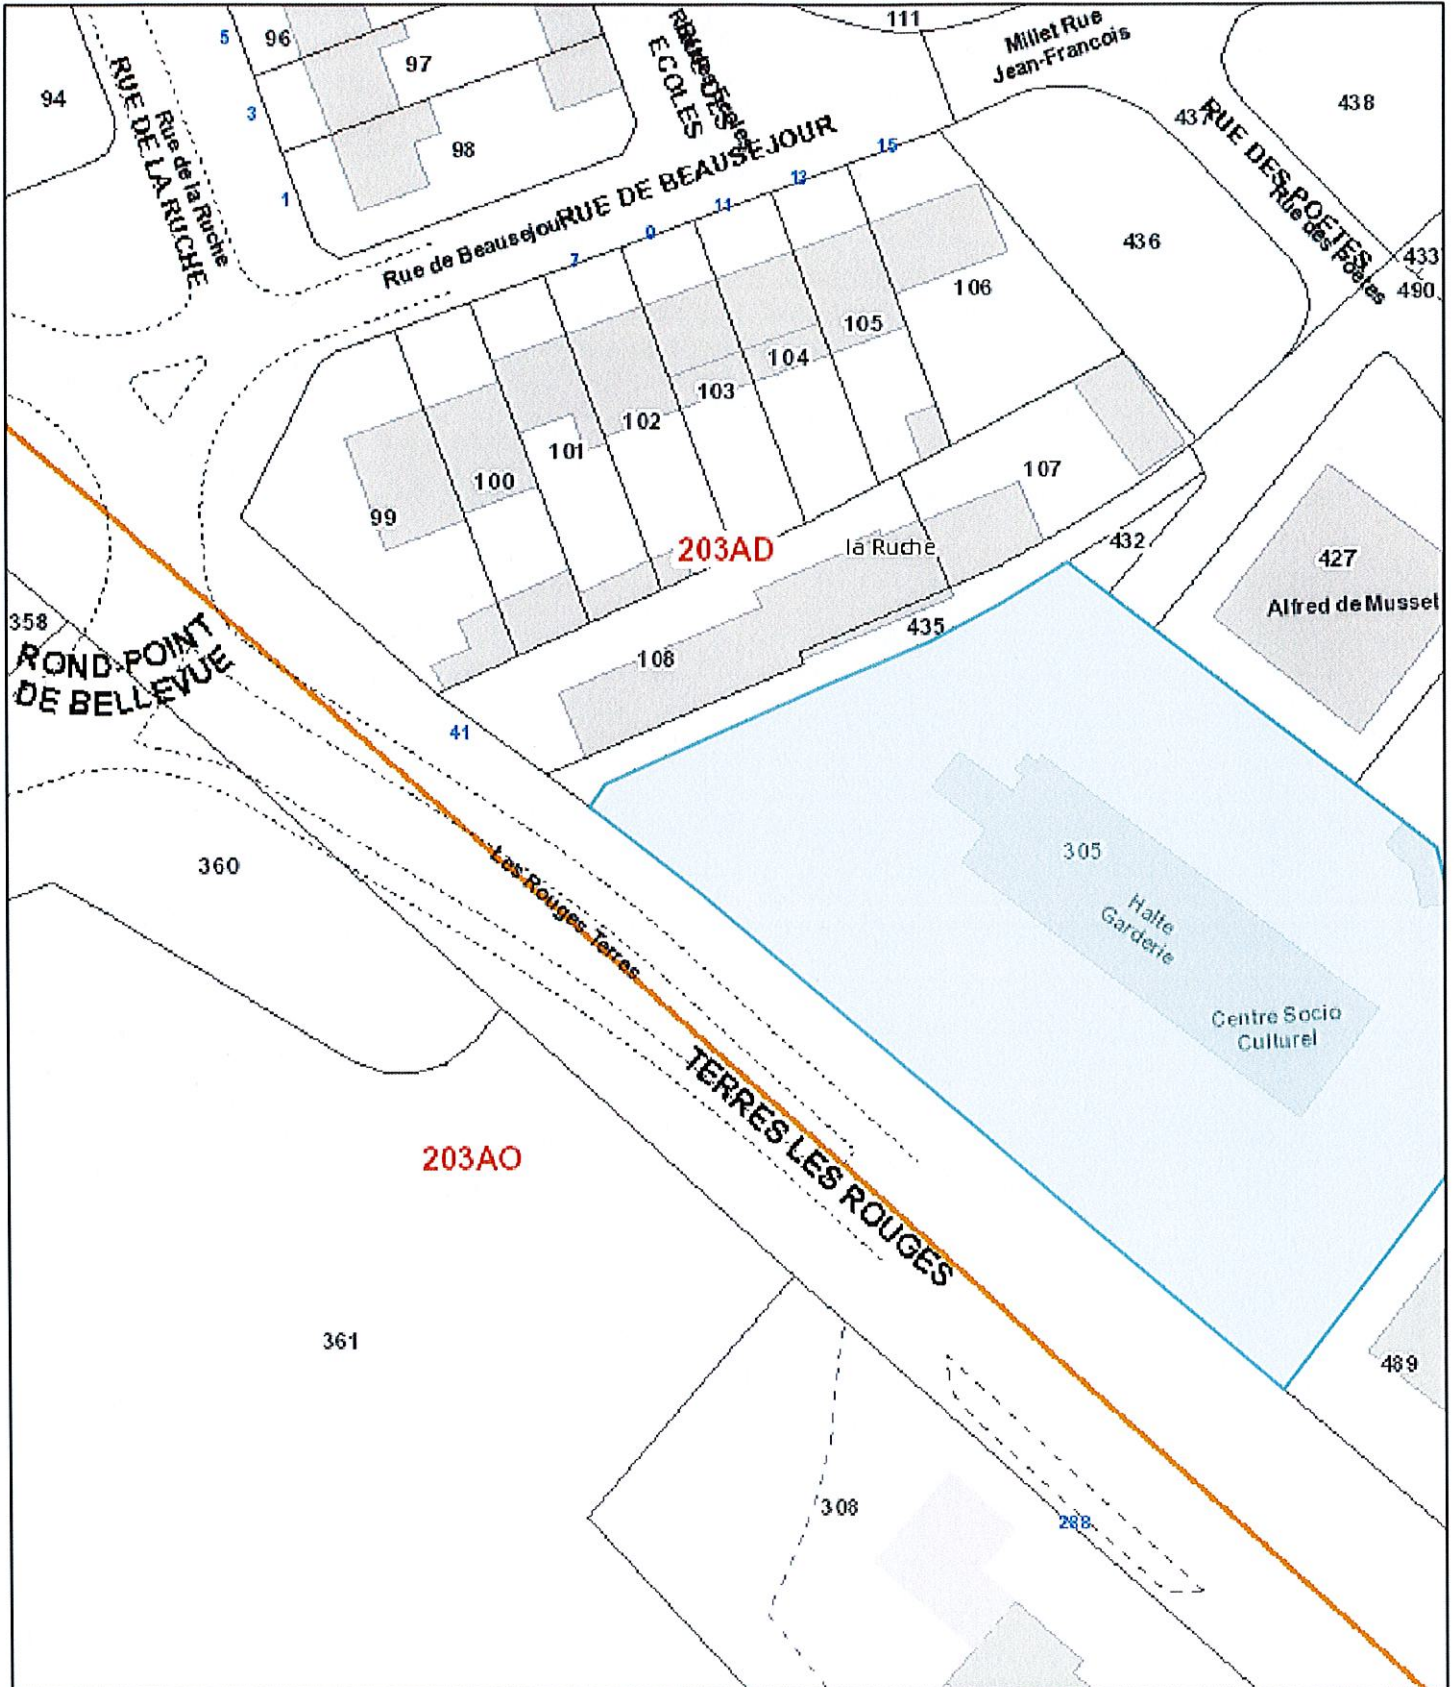 111
5
96
97
Millet Rue
Jean-Francois
94
RUE DES
ECOLES
438
437
3
98
RUE DE LA RUCHE
Rue de la Ruche
RUE DE BEAUSEJOUR
15
RUE DES POETES
Rue des Poetes
13
1
11
9
436
433
Rue de Beausejour
7
490
106
105
104
103
102
101
100
107
99
203AD
la Ruche
432
427
Alfred de Musset
358
435
ROND-POINT
DE BELLEVUE
108
41
305
360
Les Rouges Terres
Halte
Garderie
Centre Socio
Culturel
TERRES LES ROUGES
203AO
361
489
308
288